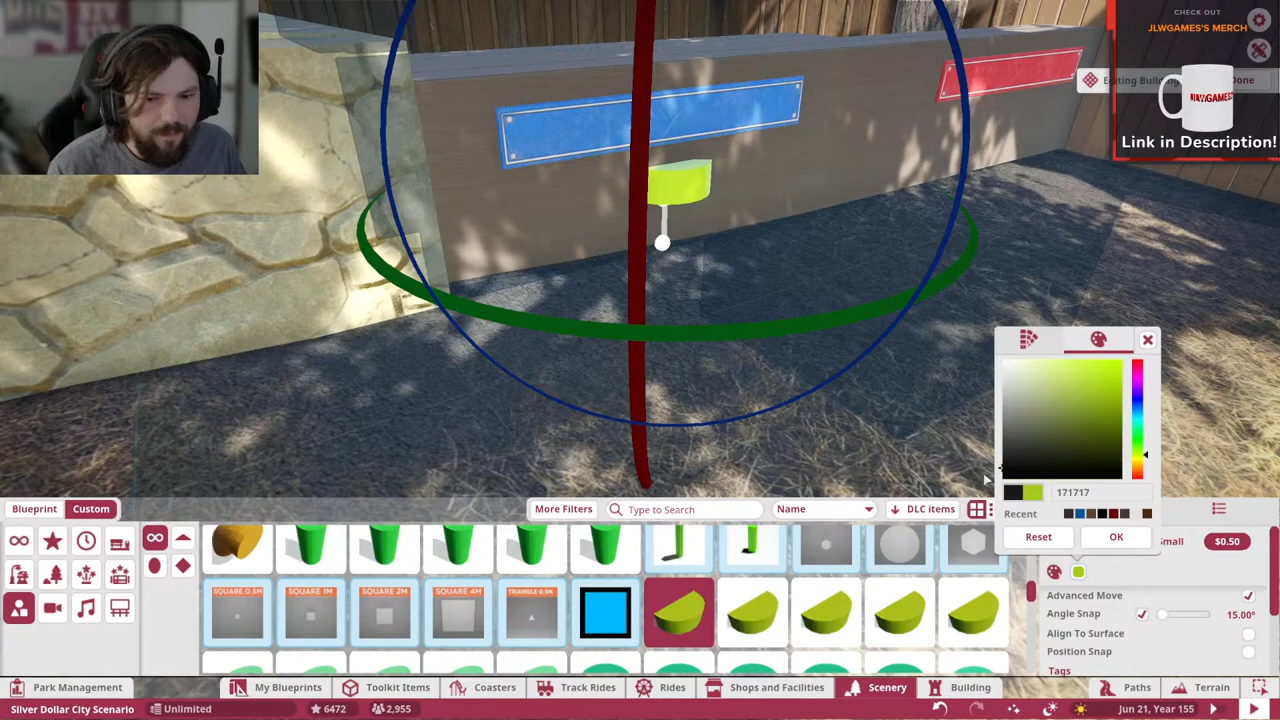 CHECK OUT
JLWGAMES'S MERCH
JLWGAMES
Link in Description!
Editing Buildin
Done
171717
Recent
Reset
OK
Blueprint
Custom
More Filters
Type to Search
Name
DLC items
Small
$0.50
Advanced Move
Angle Snap
15.00°
Align To Surface
Position Snap
Tags
SQUARE 0.5M
SQUARE 1M
SQUARE 2M
SQUARE 4M
TRIANGLE 0.5M
Park Management
My Blueprints
Toolkit Items
Coasters
Track Rides
Rides
Shops and Facilities
Scenery
Building
Paths
Terrain
Silver Dollar City Scenario
Unlimited
6472
2,955
Jun 21, Year 155